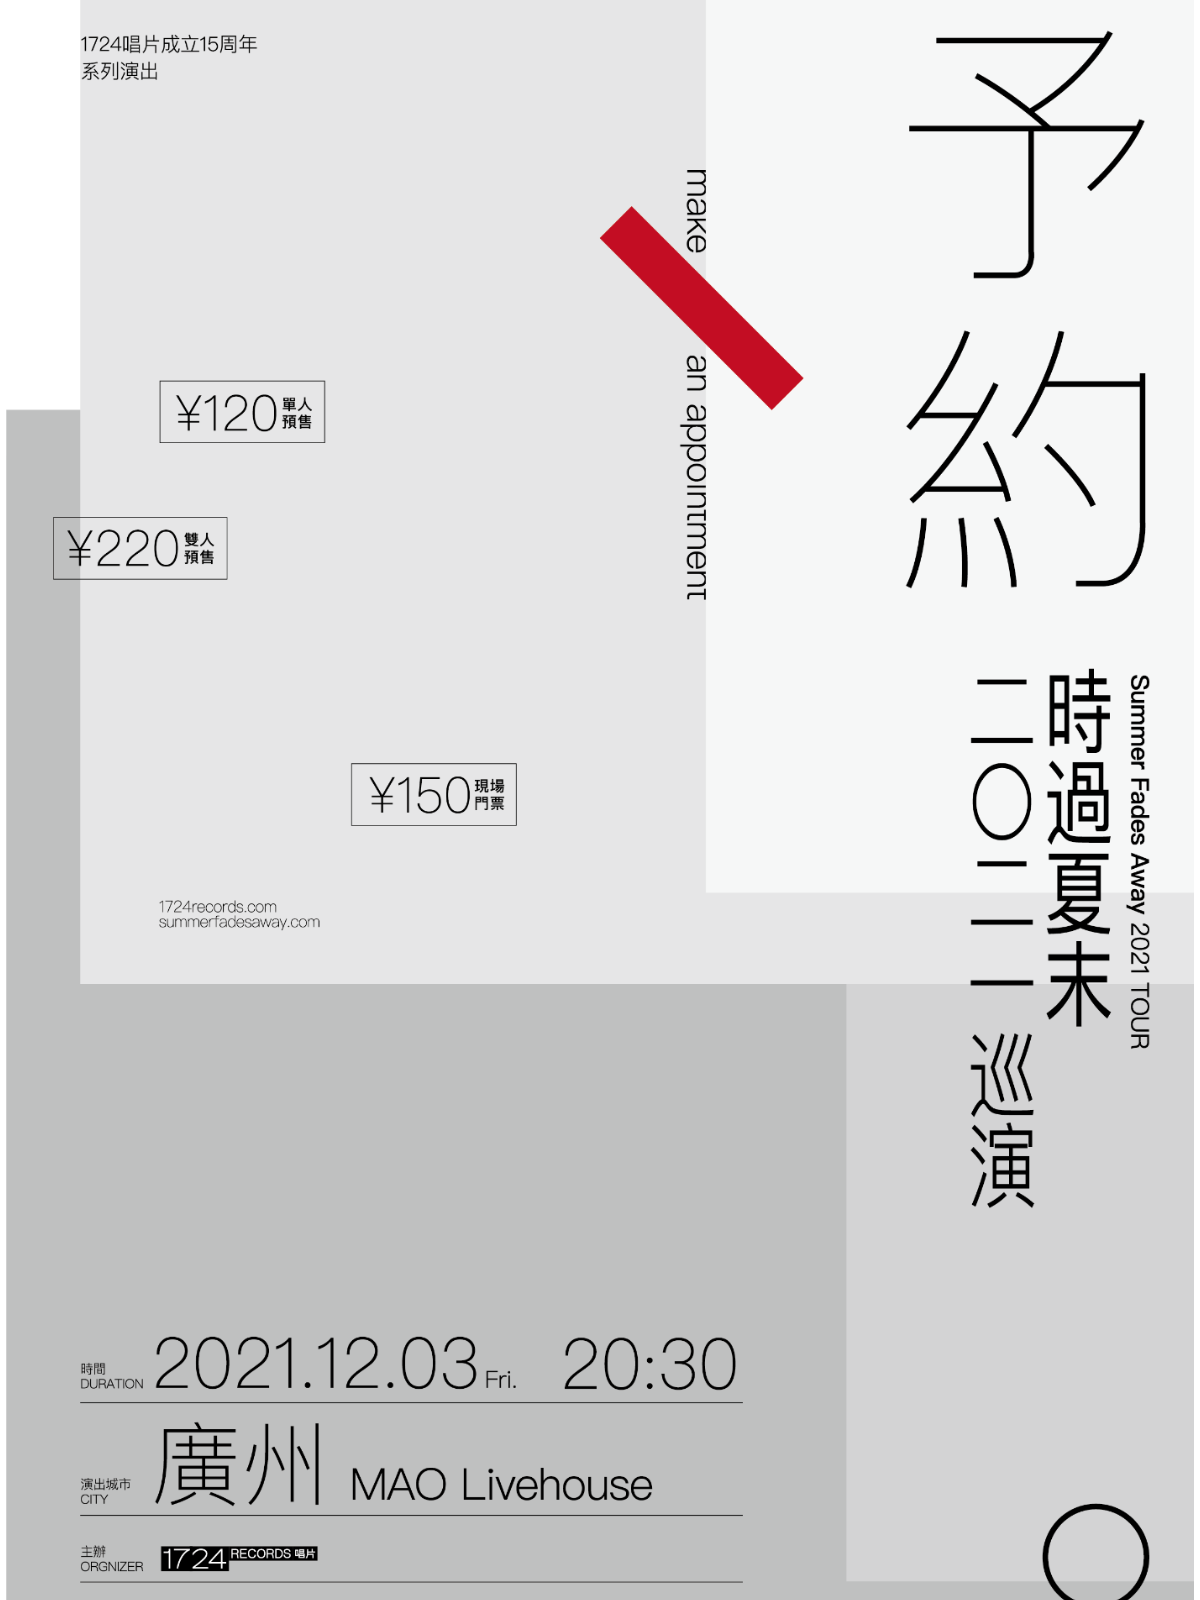 1724唱片成立15周年
系列演出
予約
make an appointment
¥120 單人
預售
¥220 雙人
預售
¥150 現場
門票
Summer Fades Away 2021 TOUR
時過夏末
二〇二一 巡演
1724records.com
summerfadesaway.com
時間
DURATION
2021.12.03 Fri. 20:30
演出城市
CITY
廣州 MAO Livehouse
主辦
ORGNIZER
1724 RECORDS 唱片